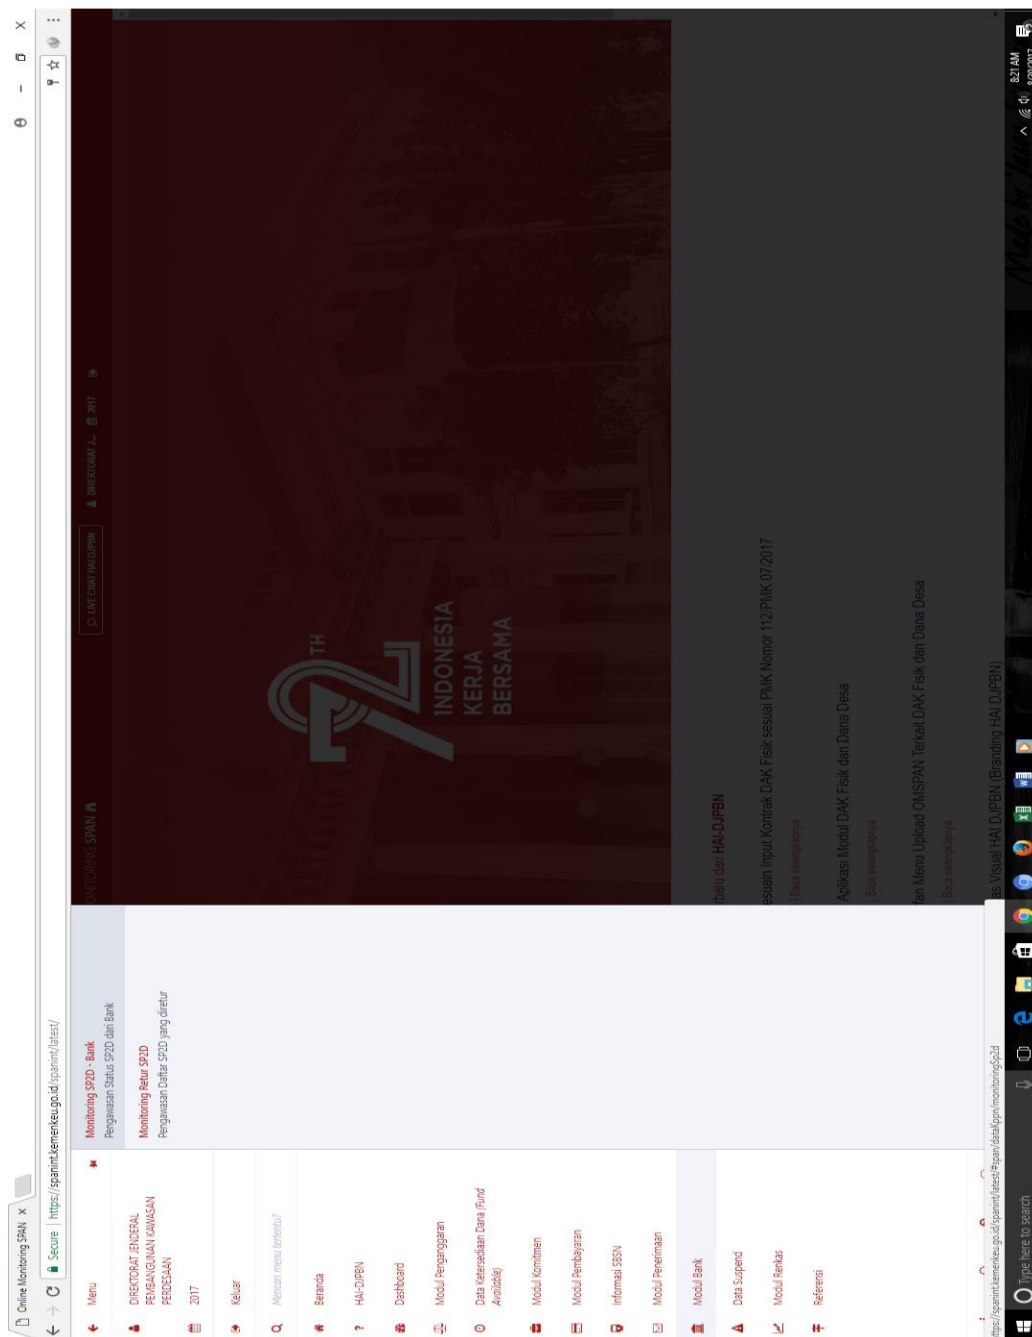 Online Monitoring SPAN
Secure
https://spanint.kemenkeu.go.id/spanint/latest/
Menu
DIREKTORAT JENDERAL
PEMBANGUNAN KAWASAN
PERDESAAN
2017
Keluar
Mencari menu tertentu?
Beranda
HAI-DJPBN
Dashboard
Modul Penganggaran
Data Ketersediaan Dana (Fund
Available)
Modul Komitmen
Modul Pembayaran
Informasi SBSN
Modul Penerimaan
Modul Bank
Data Suspend
Modul Renkas
Referensi
Monitoring SP2D - Bank
Pengawasan Status SP2D dari Bank
Monitoring Retur SP2D
Pengawasan Daftar SP2D yang diretur
ONITORING SPAN
LIVE CHAT HAI-DJPBN
DIREKTORAT J...
2017
72 TH
INDONESIA
KERJA
BERSAMA
rbaru dari HAI-DJPBN
esuain Input Kontrak DAK Fisik sesuai PMK Nomor 112/PMK.07/2017
| Baca selengkapnya
Aplikasi Modul DAK Fisik dan Dana Desa
| Baca selengkapnya
fan Menu Upload OMSPAN Terkait DAK Fisik dan Dana Desa
| Baca selengkapnya
as Visual HAI DJPBN (Branding HAI DJPBN)
https://spanint.kemenkeu.go.id/spanint/latest/#span/dataKppn/monitoringSp2d
Type here to search
8:21 AM